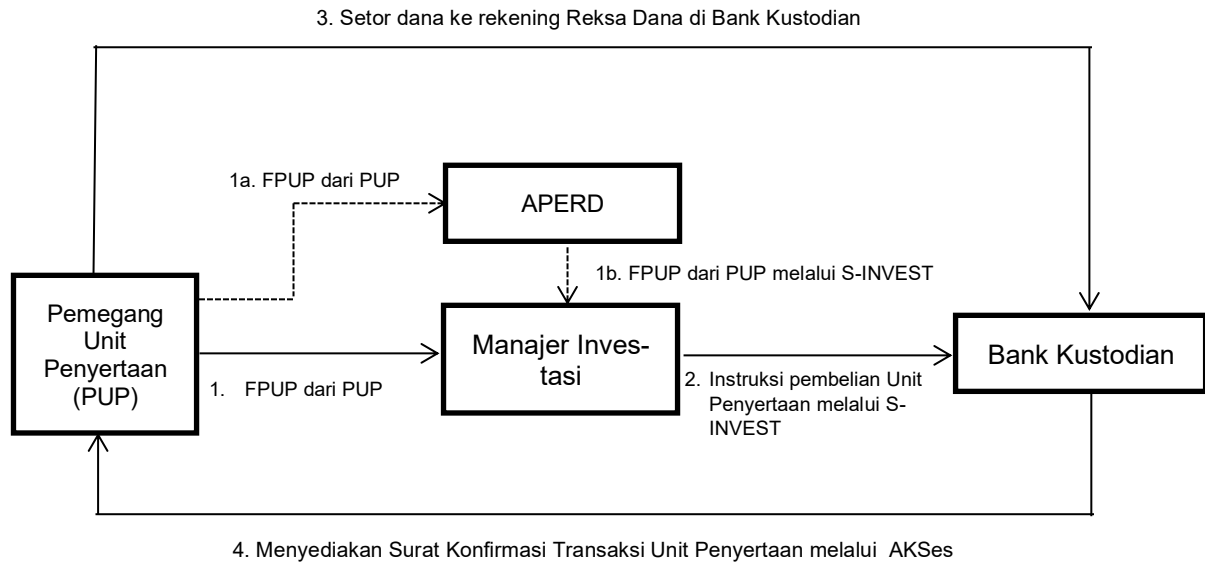 3. Setor dana ke rekening Reksa Dana di Bank Kustodian
1a. FPUP dari PUP
APERD
1b. FPUP dari PUP melalui S-INVEST
Pemegang
Unit
Penyertaan
(PUP)
Manajer Inves-
tasi
Bank Kustodian
1. FPUP dari PUP
2. Instruksi pembelian Unit
Penyertaan melalui S-
INVEST
4. Menyediakan Surat Konfirmasi Transaksi Unit Penyertaan melalui AKSes